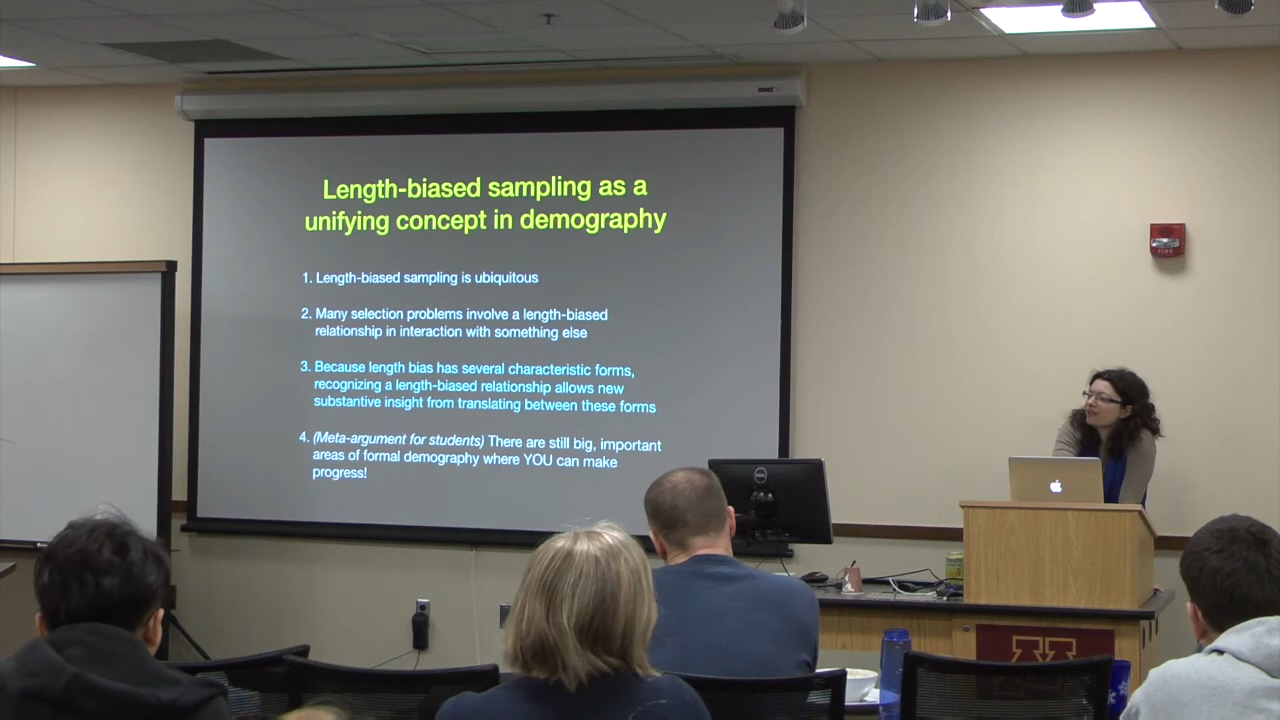 Length-biased sampling as a
unifying concept in demography
1. Length-biased sampling is ubiquitous
2. Many selection problems involve a length-biased
relationship in interaction with something else
3. Because length bias has several characteristic forms,
recognizing a length-biased relationship allows new
substantive insight from translating between these forms
4. (Meta-argument for students) There are still big, important
areas of formal demography where YOU can make
progress!
FIRE
DELL
M